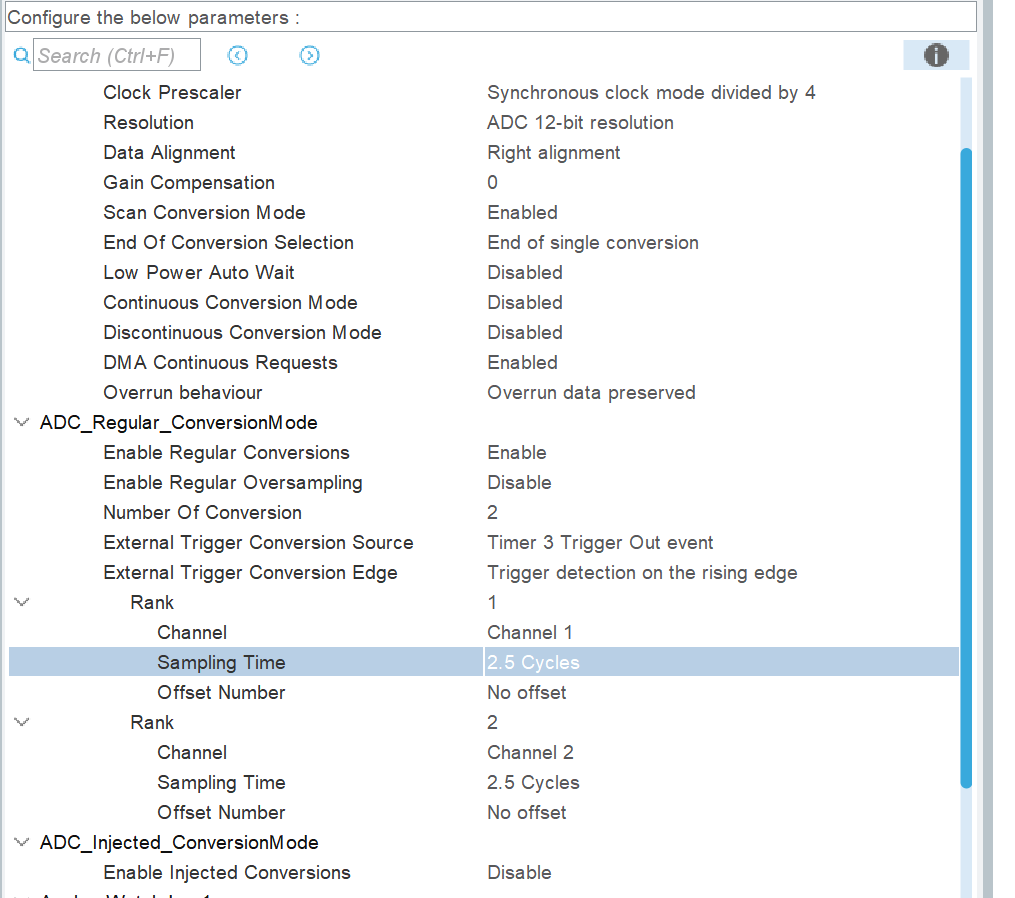 Configure the below parameters :
Search (Ctrl+F)
Clock Prescaler Synchronous clock mode divided by 4
Resolution ADC 12-bit resolution
Data Alignment Right alignment
Gain Compensation 0
Scan Conversion Mode Enabled
End Of Conversion Selection End of single conversion
Low Power Auto Wait Disabled
Continuous Conversion Mode Disabled
Discontinuous Conversion Mode Disabled
DMA Continuous Requests Enabled
Overrun behaviour Overrun data preserved
ADC_Regular_ConversionMode
Enable Regular Conversions Enable
Enable Regular Oversampling Disable
Number Of Conversion 2
External Trigger Conversion Source Timer 3 Trigger Out event
External Trigger Conversion Edge Trigger detection on the rising edge
Rank 1
Channel Channel 1
Sampling Time 2.5 Cycles
Offset Number No offset
Rank 2
Channel Channel 2
Sampling Time 2.5 Cycles
Offset Number No offset
ADC_Injected_ConversionMode
Enable Injected Conversions Disable